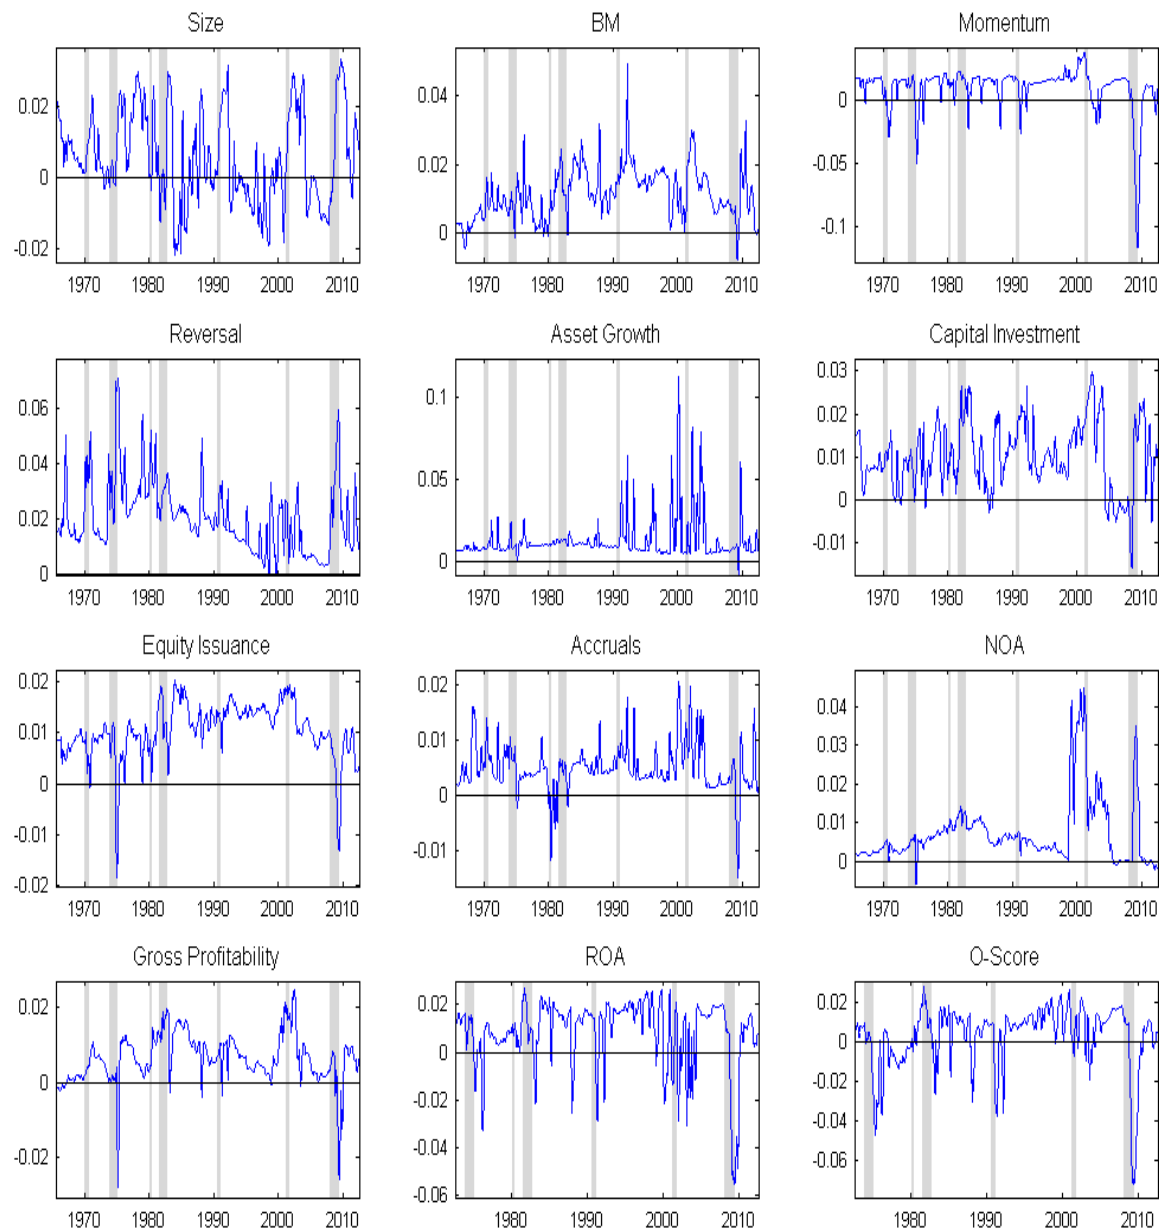 Size BM Momentum
0.02 0.04 0
0 0.02 -0.05
-0.02 0 -0.1
1970 1980 1990 2000 2010 1970 1980 1990 2000 2010 1970 1980 1990 2000 2010
Reversal Asset Growth Capital Investment
0.06 0.1 0.03
0.04 0.05 0.02
0.02 0 0.01
0 0
-0.01
1970 1980 1990 2000 2010 1970 1980 1990 2000 2010 1970 1980 1990 2000 2010
Equity Issuance Accruals NOA
0.02 0.02 0.04
0.01 0.01 0.03
0 0 0.02
-0.01 -0.01 0.01
-0.02 0
1970 1980 1990 2000 2010 1970 1980 1990 2000 2010 1970 1980 1990 2000 2010
Gross Profitability ROA O-Score
0.02 0.02 0.02
0 0 0
-0.02 -0.02 -0.02
-0.04 -0.04
-0.06 -0.06
1970 1980 1990 2000 2010 1980 1990 2000 2010 1980 1990 2000 2010